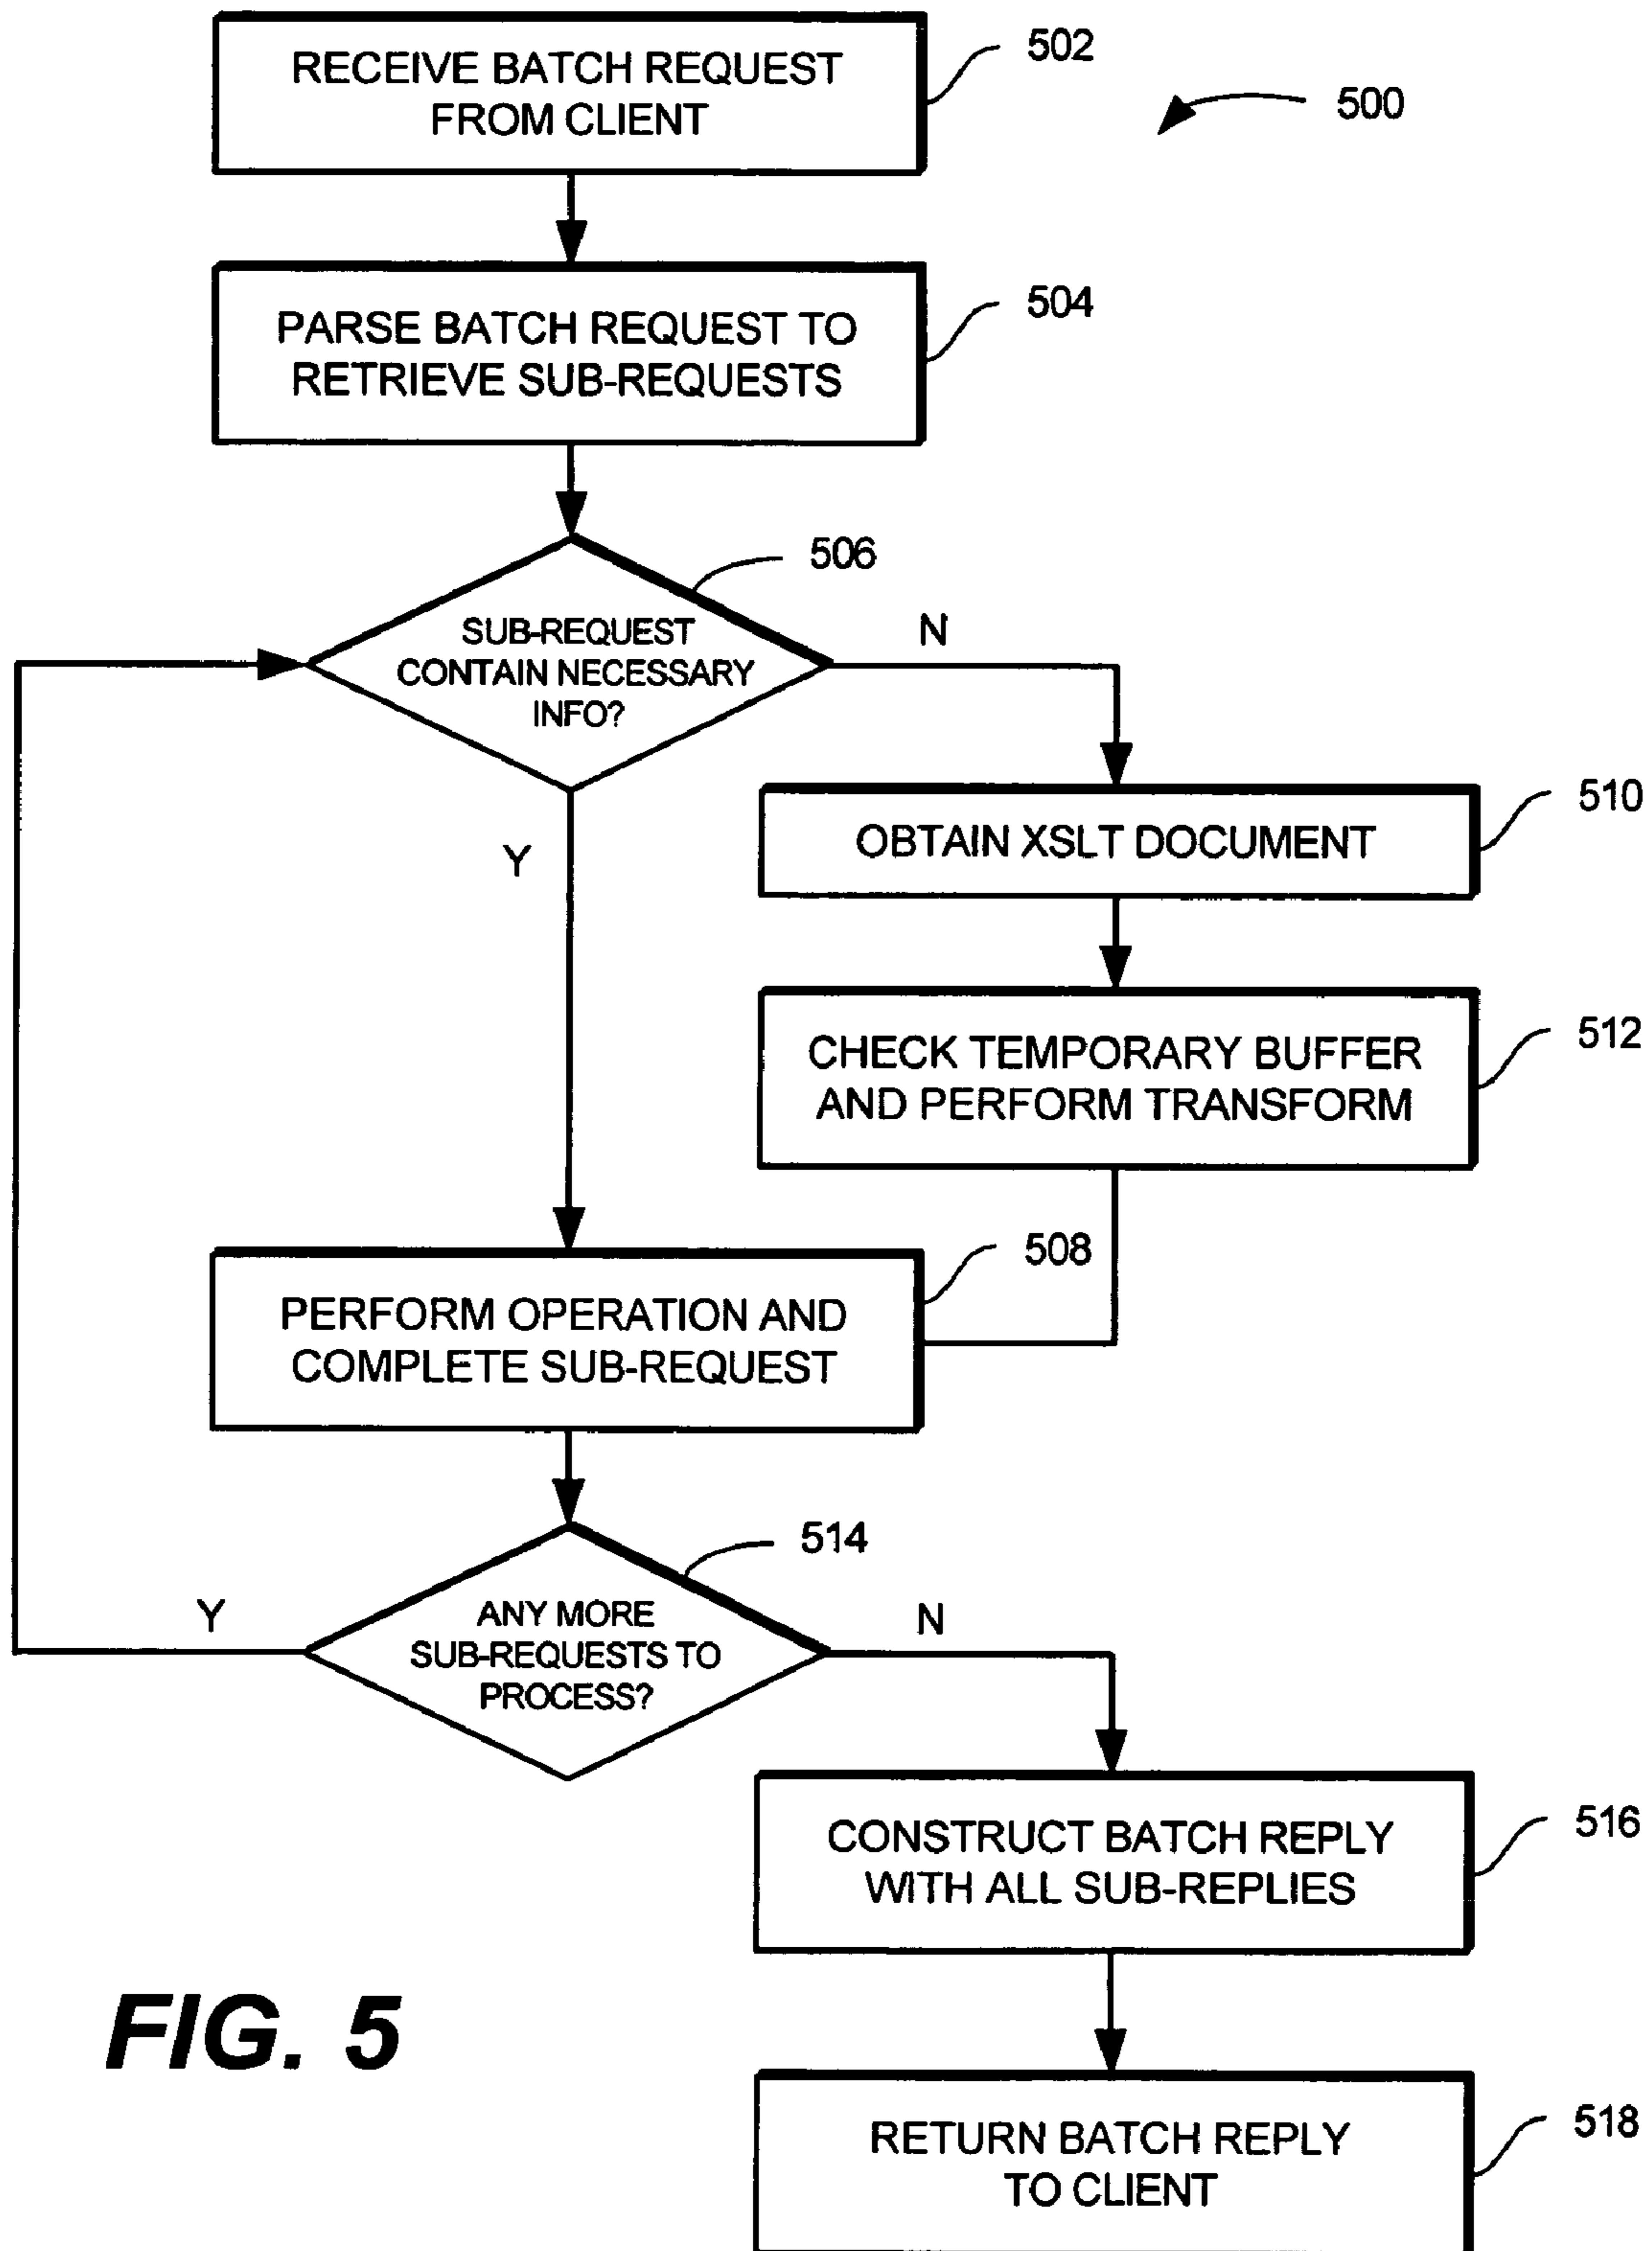 RECEIVE BATCH REQUEST
FROM CLIENT
502
500
PARSE BATCH REQUEST TO
RETRIEVE SUB-REQUESTS
504
506
SUB-REQUEST
CONTAIN NECESSARY
INFO?
N
Y
OBTAIN XSLT DOCUMENT
510
CHECK TEMPORARY BUFFER
AND PERFORM TRANSFORM
512
PERFORM OPERATION AND
COMPLETE SUB-REQUEST
508
514
ANY MORE
SUB-REQUESTS TO
PROCESS?
Y
N
CONSTRUCT BATCH REPLY
WITH ALL SUB-REPLIES
516
RETURN BATCH REPLY
TO CLIENT
518
FIG. 5